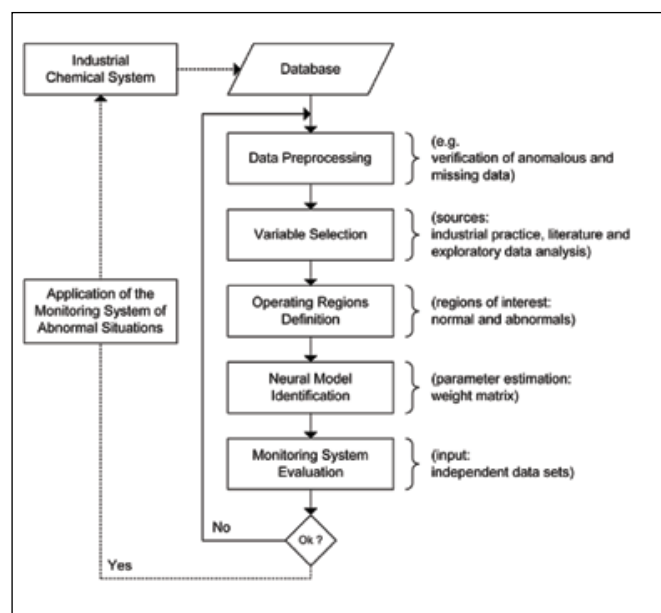 Industrial
Chemical System
Database
Data Preprocessing
(e.g.
verification of anomalous and
missing data)
Variable Selection
(sources:
industrial practice, literature and
exploratory data analysis)
Application of the
Monitoring System of
Abnormal Situations
Operating Regions
Definition
(regions of interest:
normal and abnormals)
Neural Model
Identification
(parameter estimation:
weight matrix)
Monitoring System
Evaluation
(input:
independent data sets)
No
Ok ?
Yes